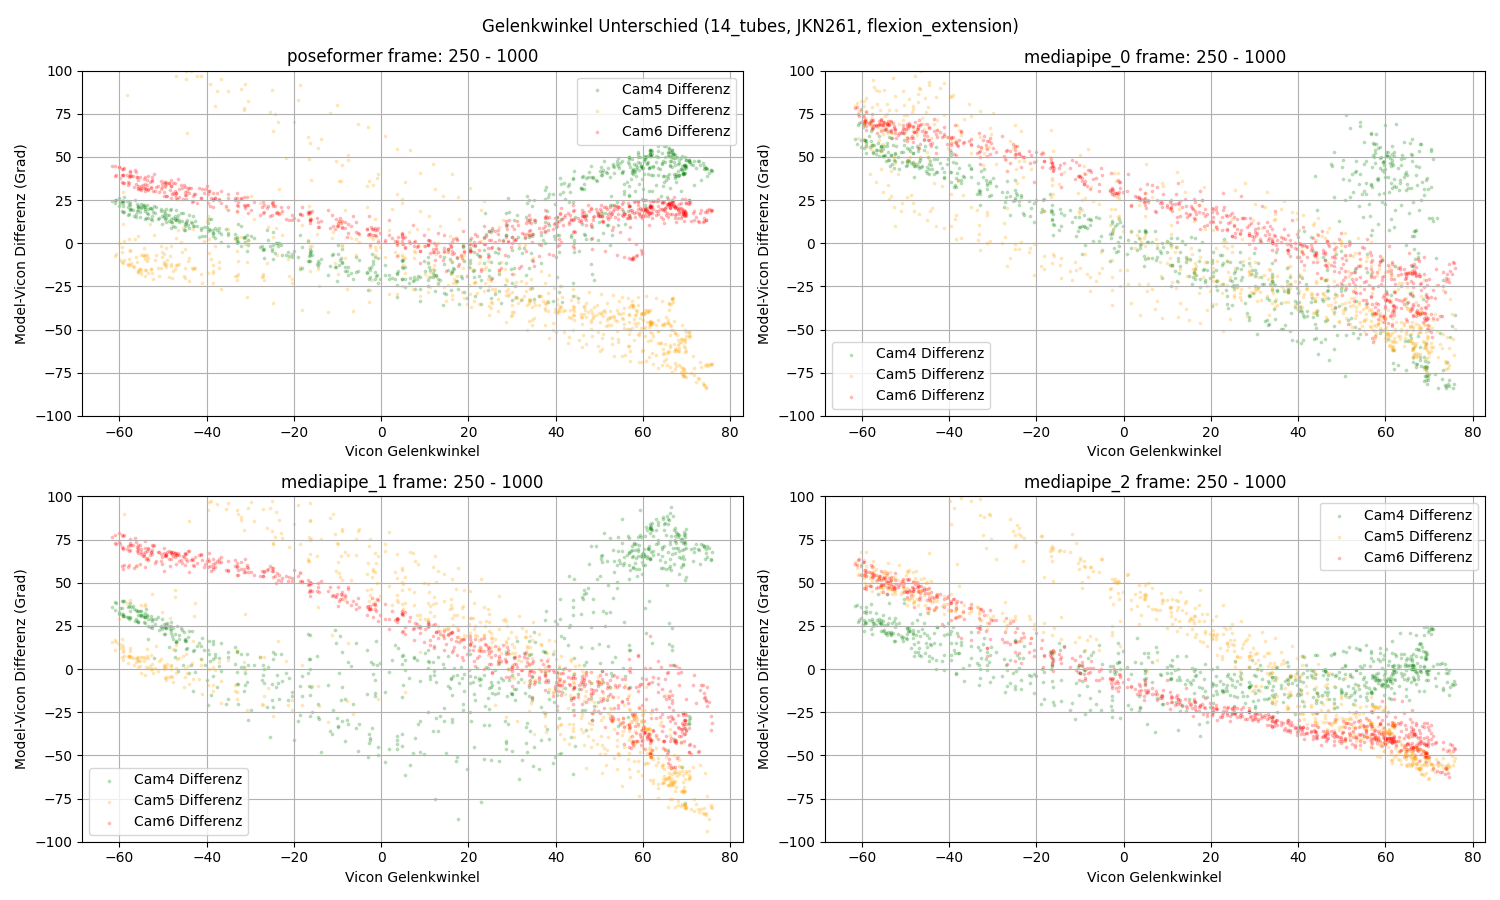 Gelenkwinkel Unterschied (14_tubes, JKN261, flexion_extension)
poseformer frame: 250 - 1000
100
75
50
25
0
−25
−50
−75
−100
Model-Vicon Differenz (Grad)
Cam4 Differenz
Cam5 Differenz
Cam6 Differenz
−60 −40 −20 0 20 40 60 80
Vicon Gelenkwinkel
mediapipe_0 frame: 250 - 1000
100
75
50
25
0
−25
−50
−75
−100
Model-Vicon Differenz (Grad)
Cam4 Differenz
Cam5 Differenz
Cam6 Differenz
−60 −40 −20 0 20 40 60 80
Vicon Gelenkwinkel
mediapipe_1 frame: 250 - 1000
100
75
50
25
0
−25
−50
−75
−100
Model-Vicon Differenz (Grad)
Cam4 Differenz
Cam5 Differenz
Cam6 Differenz
−60 −40 −20 0 20 40 60 80
Vicon Gelenkwinkel
mediapipe_2 frame: 250 - 1000
100
75
50
25
0
−25
−50
−75
−100
Model-Vicon Differenz (Grad)
Cam4 Differenz
Cam5 Differenz
Cam6 Differenz
−60 −40 −20 0 20 40 60 80
Vicon Gelenkwinkel